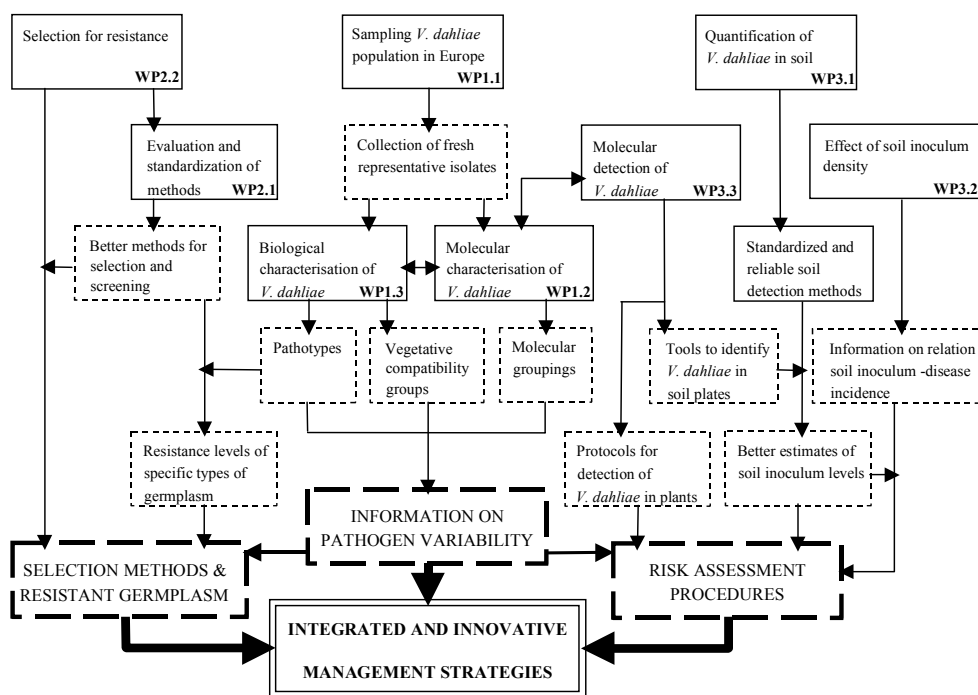 Selection for resistance
WP2.2
Sampling V. dahliae
population in Europe
WP1.1
Quantification of
V. dahliae in soil
WP3.1
Evaluation and
standardization of
methods
WP2.1
Collection of fresh
representative isolates
Molecular
detection of
V. dahliae
WP3.3
Effect of soil inoculum
density
WP3.2
Better methods for
selection and
screening
Biological
characterisation of
V. dahliae
WP1.3
Molecular
characterisation of
V. dahliae
WP1.2
Standardized and
reliable soil
detection methods
Pathotypes
Vegetative
compatibility
groups
Molecular
groupings
Tools to identify
V. dahliae in
soil plates
Information on relation
soil inoculum -disease
incidence
Resistance levels of
specific types of
germplasm
Protocols for
detection of
V. dahliae in plants
Better estimates of
soil inoculum levels
INFORMATION ON
PATHOGEN VARIABILITY
SELECTION METHODS &
RESISTANT GERMPLASM
RISK ASSESSMENT
PROCEDURES
INTEGRATED AND INNOVATIVE
MANAGEMENT STRATEGIES